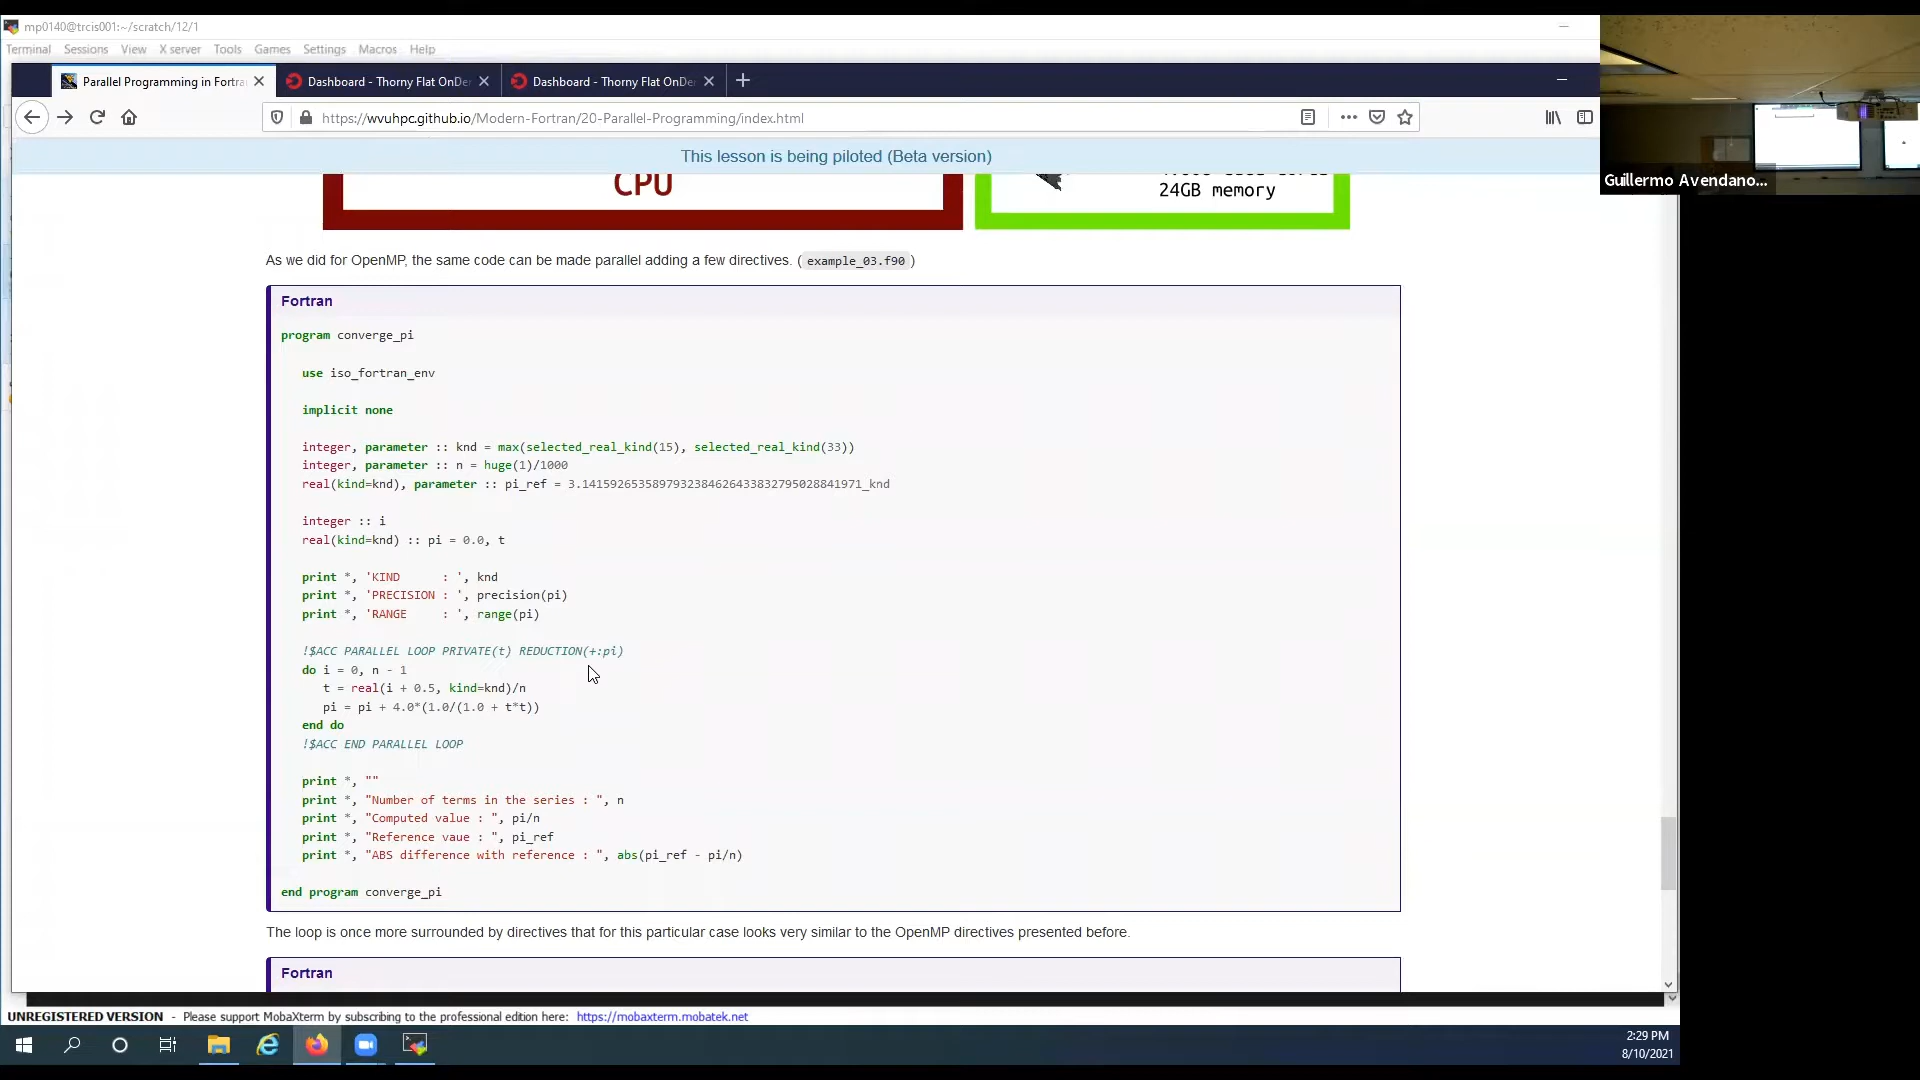 mp0140@trcis001:~/scratch/12/1
Terminal Sessions View X server Tools Games Settings Macros Help
Parallel Programming in Fortra
Dashboard - Thorny Flat OnDe
Dashboard - Thorny Flat OnDe
https://wvuhpc.github.io/Modern-Fortran/20-Parallel-Programming/index.html
This lesson is being piloted (Beta version)
CPU
24GB memory
Guillermo Avendano...
As we did for OpenMP, the same code can be made parallel adding a few directives. ( example_03.f90 )
Fortran
program converge_pi
use iso_fortran_env
implicit none
integer, parameter :: knd = max(selected_real_kind(15), selected_real_kind(33))
integer, parameter :: n = huge(1)/1000
real(kind=knd), parameter :: pi_ref = 3.1415926535897932384626433832795028841971_knd
integer :: i
real(kind=knd) :: pi = 0.0, t
print *, 'KIND      : ', knd
print *, 'PRECISION : ', precision(pi)
print *, 'RANGE     : ', range(pi)
!$ACC PARALLEL LOOP PRIVATE(t) REDUCTION(+:pi)
do i = 0, n - 1
t = real(i + 0.5, kind=knd)/n
pi = pi + 4.0*(1.0/(1.0 + t*t))
end do
!$ACC END PARALLEL LOOP
print *, ""
print *, "Number of terms in the series : ", n
print *, "Computed value : ", pi/n
print *, "Reference vaue : ", pi_ref
print *, "ABS difference with reference : ", abs(pi_ref - pi/n)
end program converge_pi
The loop is once more surrounded by directives that for this particular case looks very similar to the OpenMP directives presented before.
Fortran
UNREGISTERED VERSION - Please support MobaXterm by subscribing to the professional edition here: https://mobaxterm.mobatek.net
2:29 PM
8/10/2021